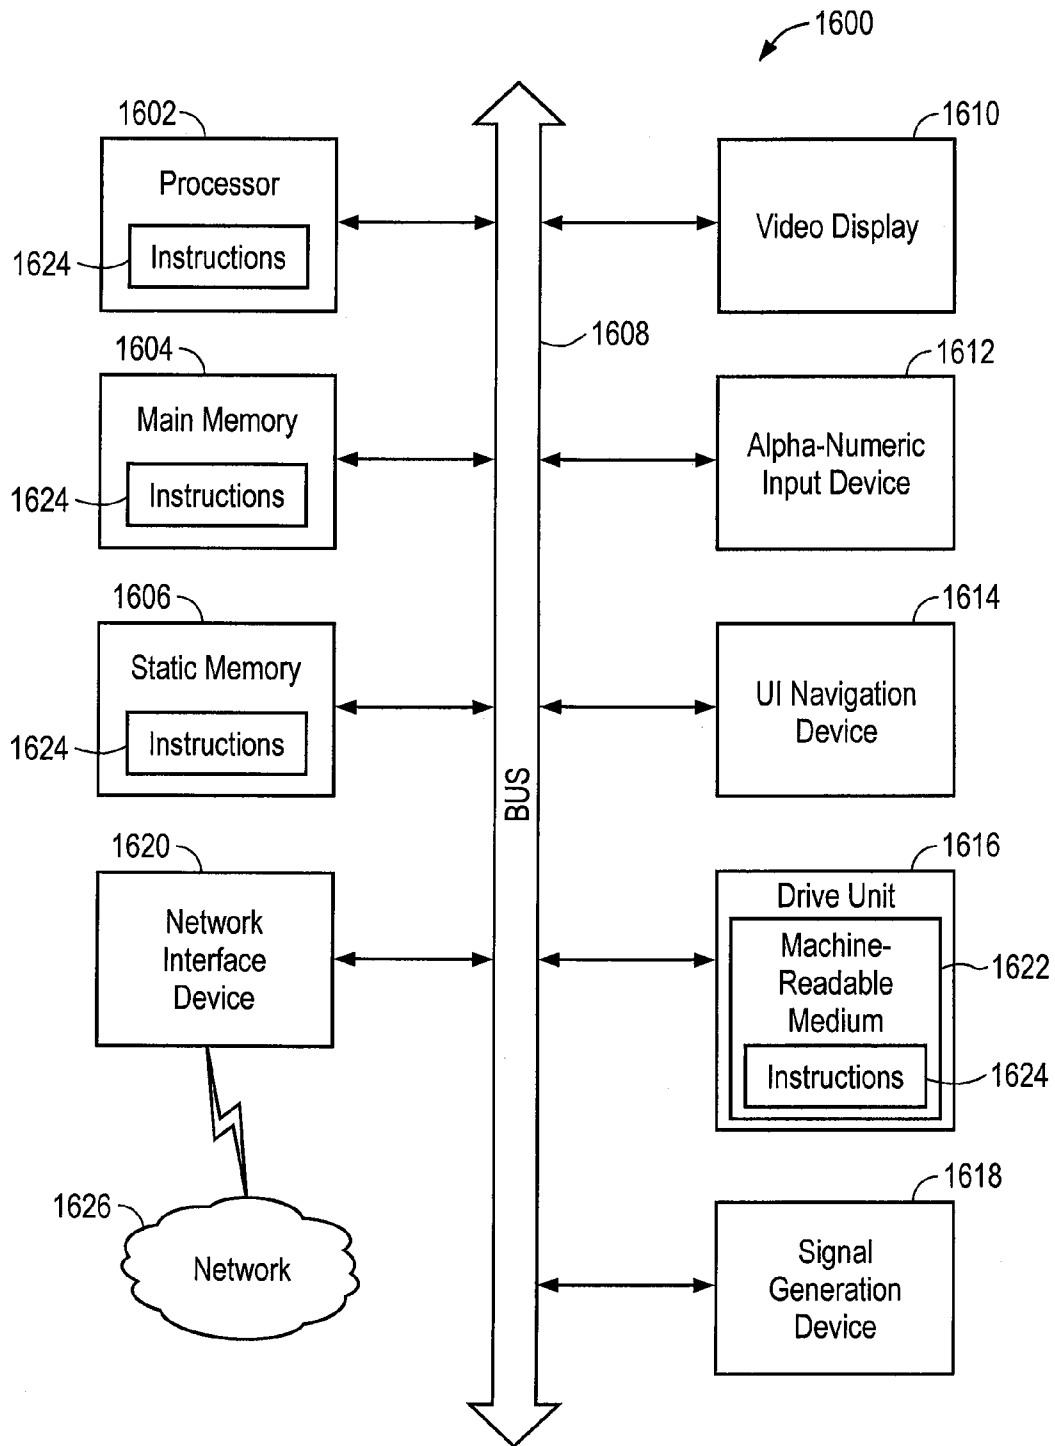 1600
1602
Processor
Instructions
1624
1604
Main Memory
Instructions
1624
1606
Static Memory
Instructions
1624
1620
Network
Interface
Device
1626
Network
BUS
1608
1610
Video Display
1612
Alpha-Numeric
Input Device
1614
UI Navigation
Device
1616
Drive Unit
Machine-
Readable
Medium
1622
Instructions
1624
1618
Signal
Generation
Device